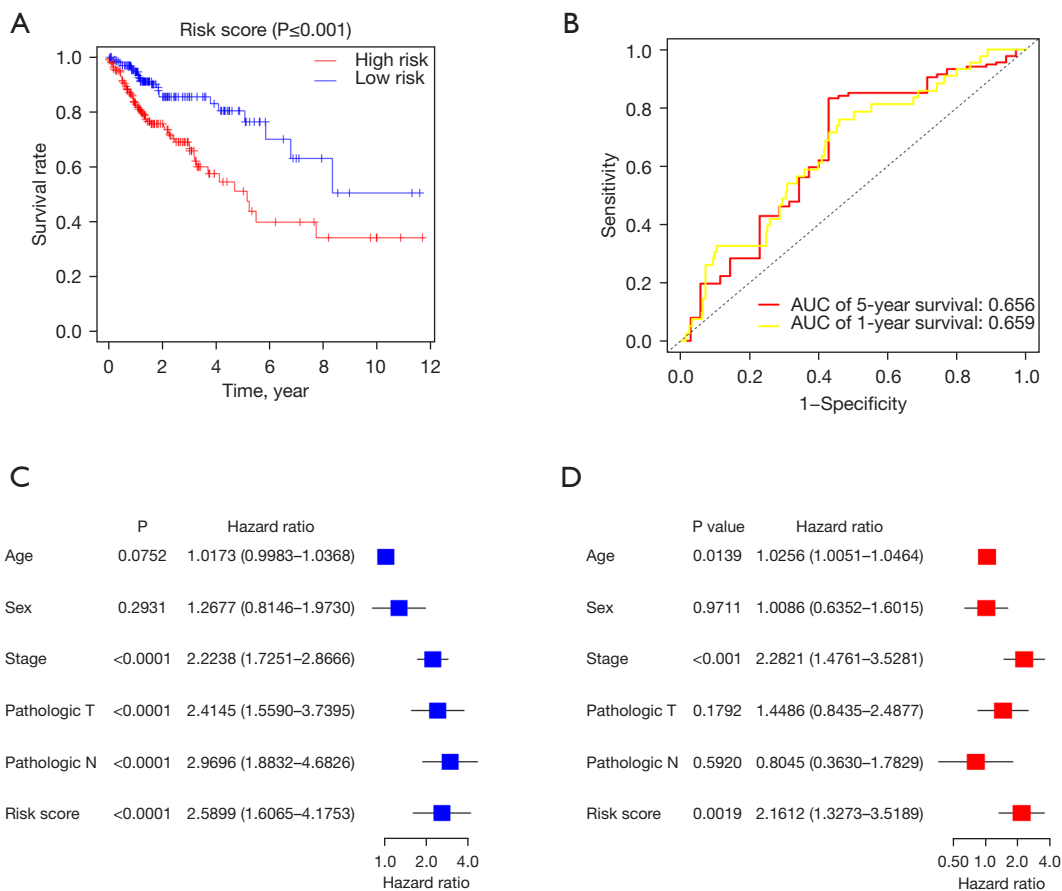 A
Risk score (P≤0.001)
High risk
Low risk
Survival rate
1.0
0.8
0.6
0.4
0.2
0.0
0 2 4 6 8 10 12
Time, year
B
Sensitivity
1.0
0.8
0.6
0.4
0.2
0.0
AUC of 5-year survival: 0.656
AUC of 1-year survival: 0.659
0.0 0.2 0.4 0.6 0.8 1.0
1–Specificity
C
P Hazard ratio
Age 0.0752 1.0173 (0.9983–1.0368)
Sex 0.2931 1.2677 (0.8146–1.9730)
Stage <0.0001 2.2238 (1.7251–2.8666)
Pathologic T <0.0001 2.4145 (1.5590–3.7395)
Pathologic N <0.0001 2.9696 (1.8832–4.6826)
Risk score <0.0001 2.5899 (1.6065–4.1753)
1.0 2.0 4.0
Hazard ratio
D
P value Hazard ratio
Age 0.0139 1.0256 (1.0051–1.0464)
Sex 0.9711 1.0086 (0.6352–1.6015)
Stage <0.001 2.2821 (1.4761–3.5281)
Pathologic T 0.1792 1.4486 (0.8435–2.4877)
Pathologic N 0.5920 0.8045 (0.3630–1.7829)
Risk score 0.0019 2.1612 (1.3273–3.5189)
0.50 1.0 2.0 4.0
Hazard ratio